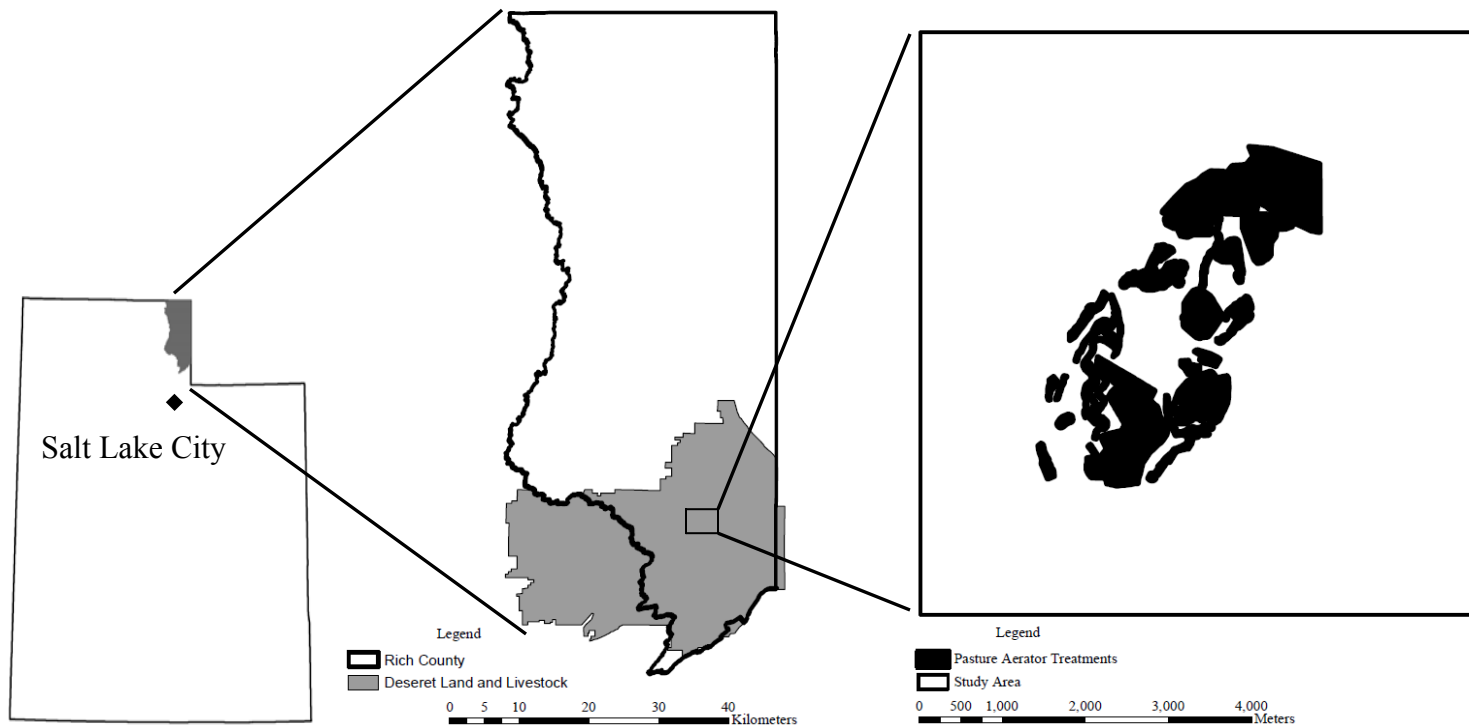 Salt Lake City
Legend
Rich County
Deseret Land and Livestock
0 5 10 20 30 40
Kilometers
Legend
Pasture Aerator Treatments
Study Area
0 500 1,000 2,000 3,000 4,000
Meters